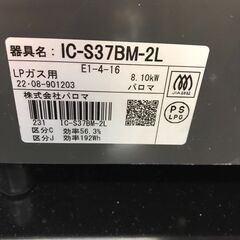 器具名: IC-S37BM-2L
E1-4-16
LPガス用 8.10kW
22·08-901203 パロマ
株式会社パロマ
231 IC-S37BM-2L
区分C 効率56.3%
区分J 効率192Wh
JIA
PS
LPG